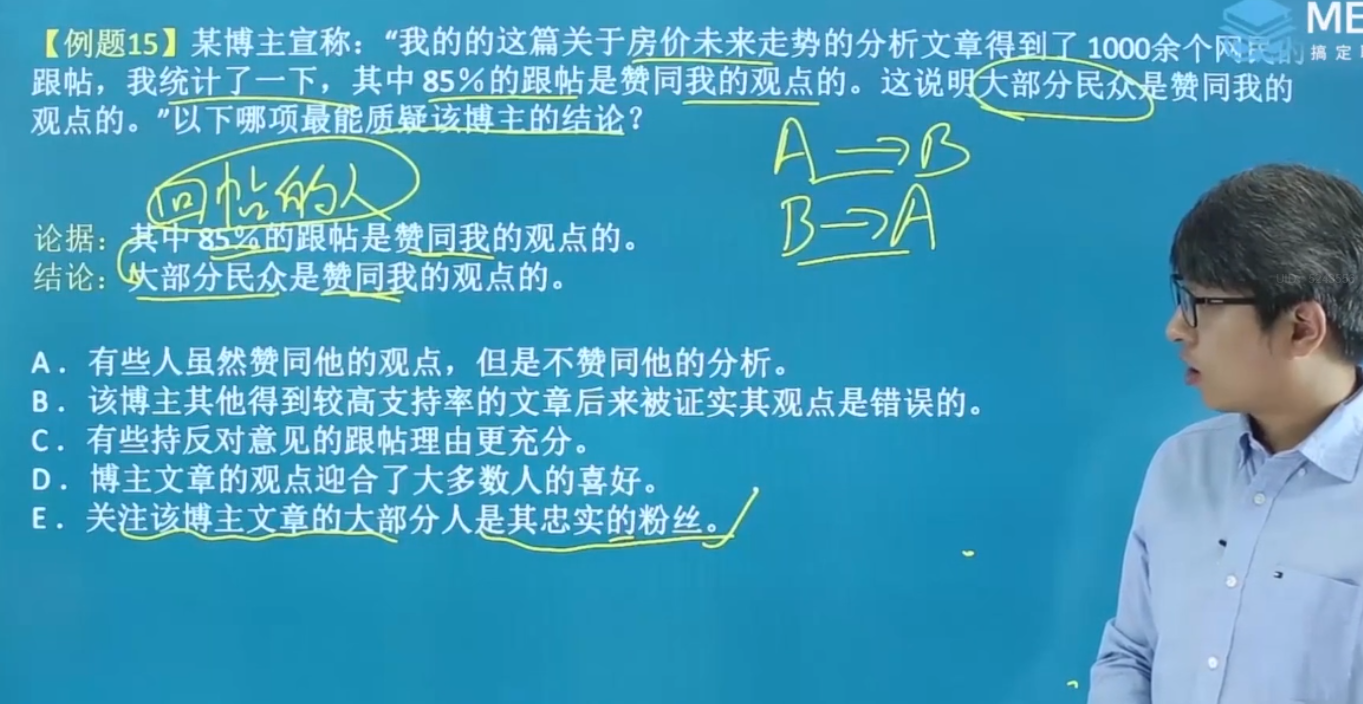 【例题15】某博主宣称：“我的的这篇关于房价未来走势的分析文章得到了 1000余个网民的
跟帖，我统计了一下，其中 85%的跟帖是赞同我的观点的。这说明大部分民众是赞同我的
观点的。”以下哪项最能质疑该博主的结论？
ME
搞定
A → B
B → A
回帖的人
论据：其中 85%的跟帖是赞同我的观点的。
结论：大部分民众是赞同我的观点的。
A．有些人虽然赞同他的观点，但是不赞同他的分析。
B．该博主其他得到较高支持率的文章后来被证实其观点是错误的。
C．有些持反对意见的跟帖理由更充分。
D．博主文章的观点迎合了大多数人的喜好。
E．关注该博主文章的大部分人是其忠实的粉丝。